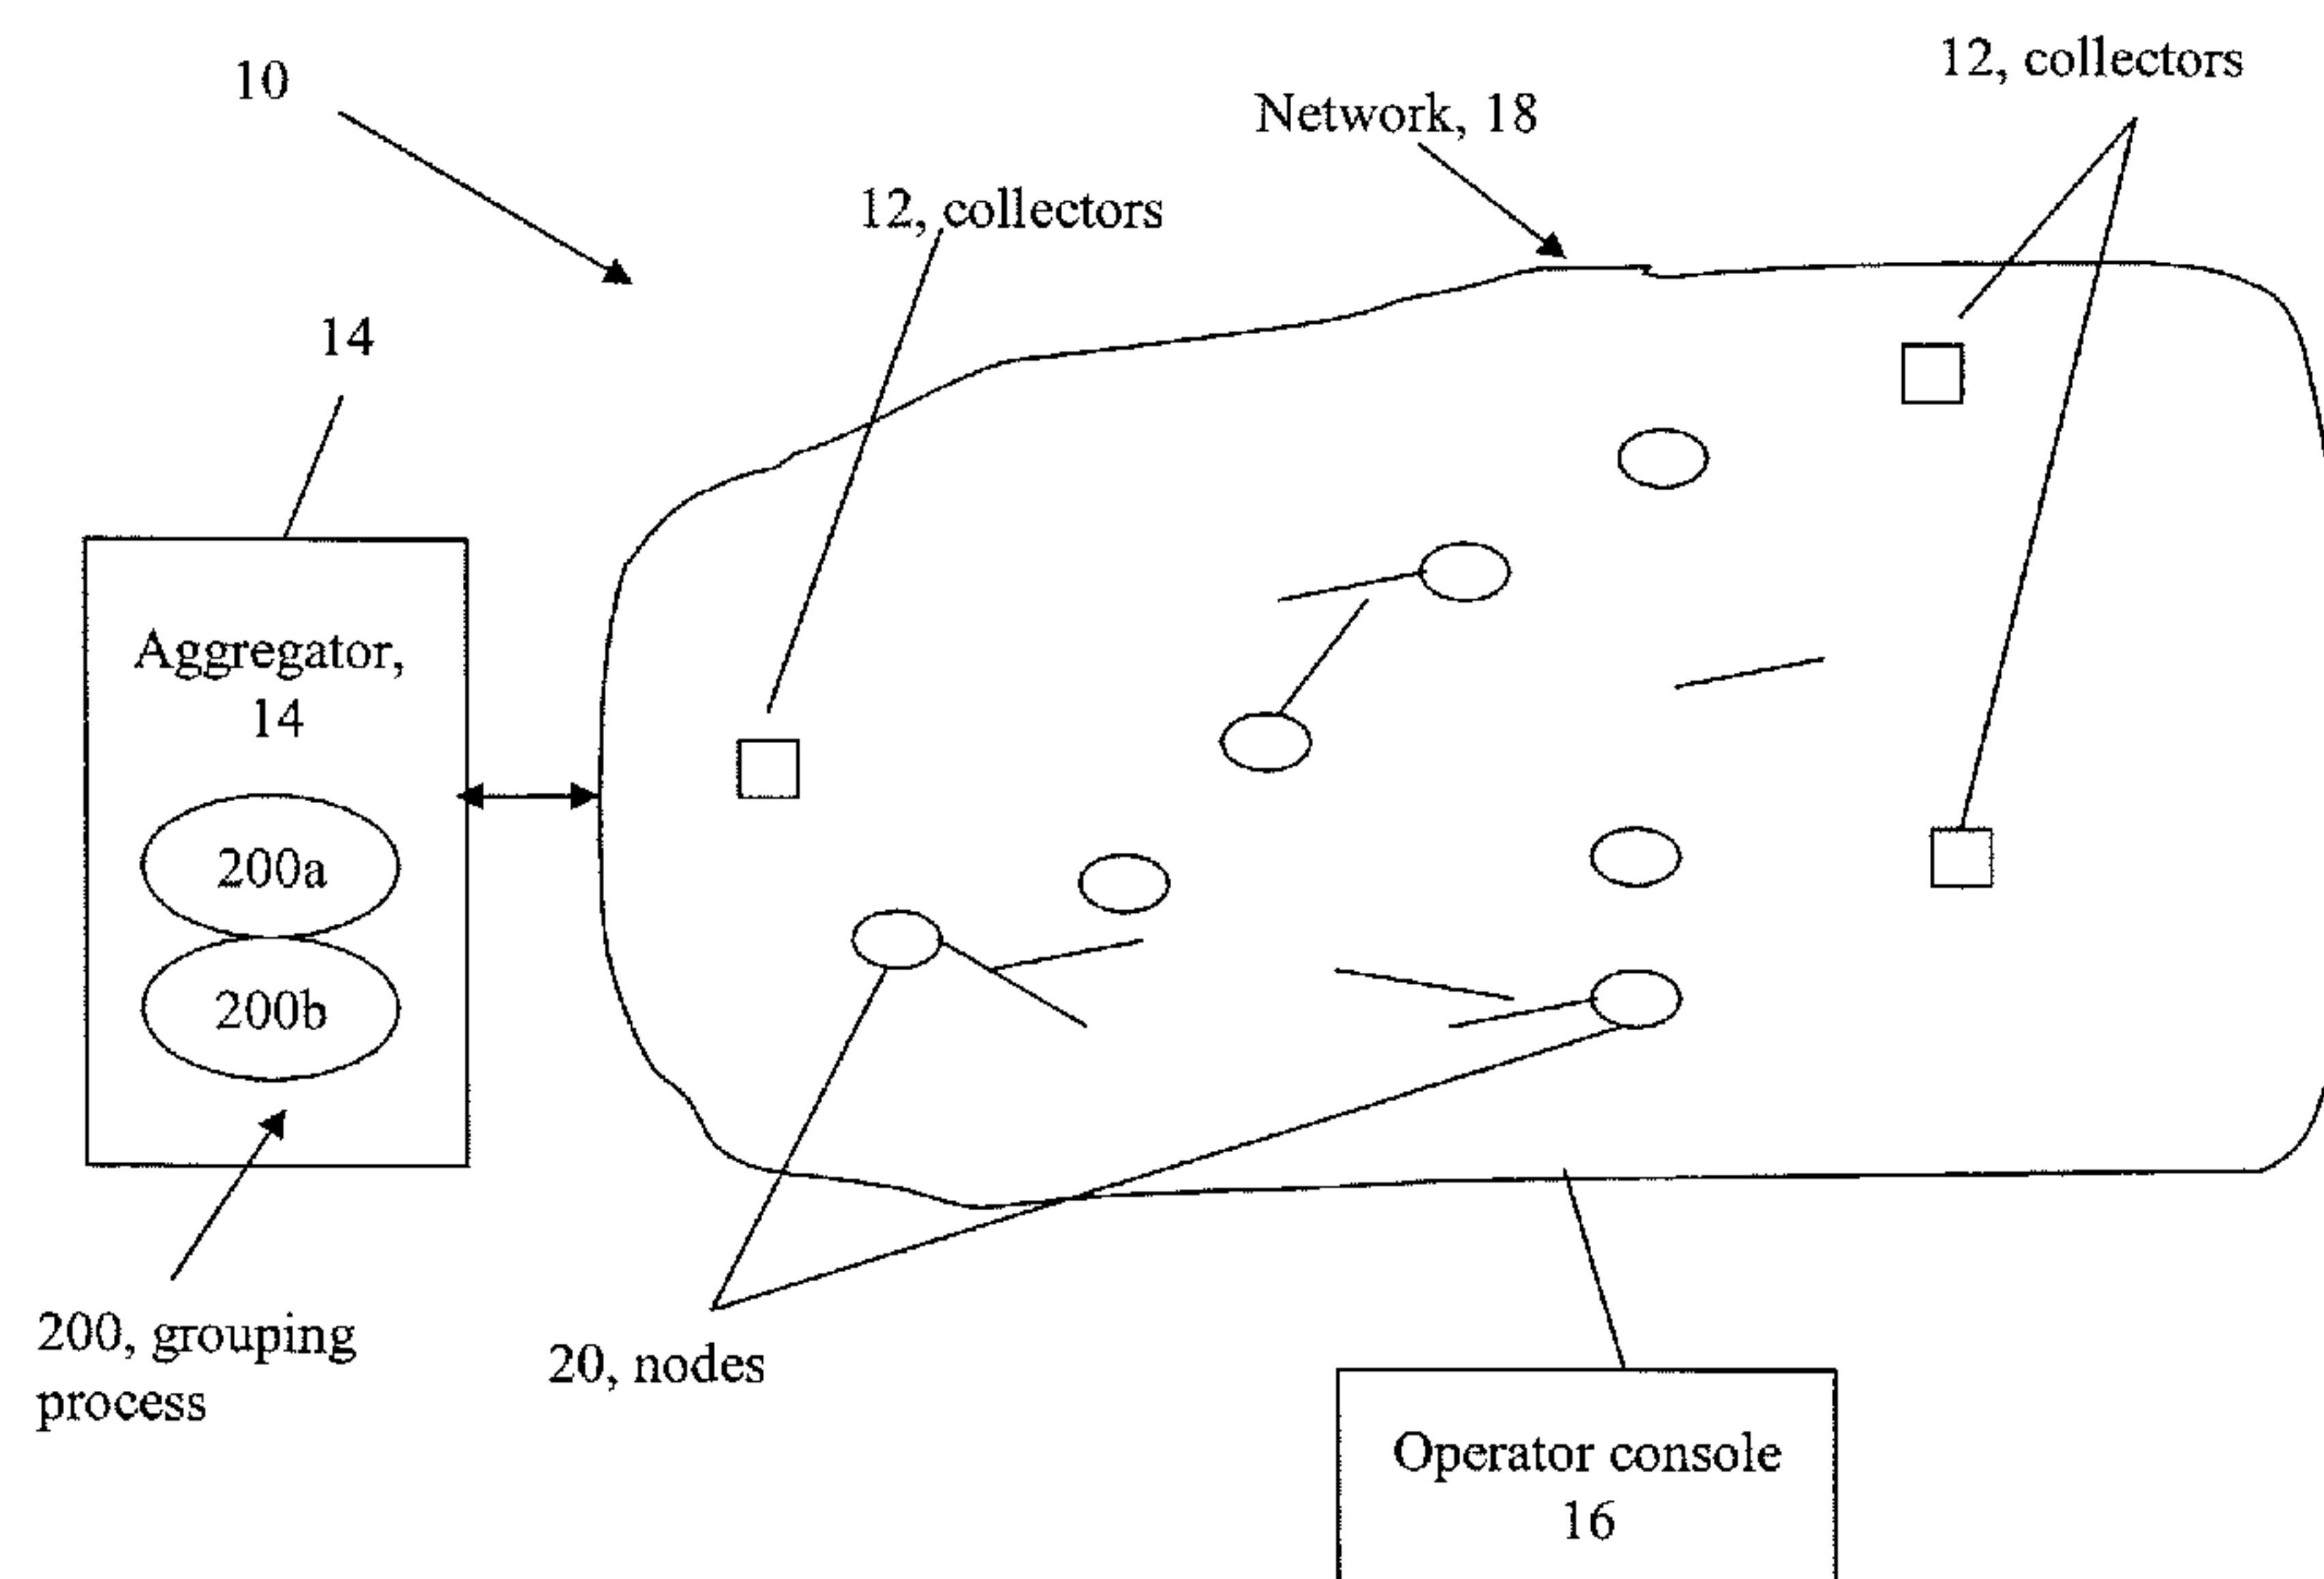 10
12, collectors
Network, 18
12, collectors
14
Aggregator,
14
200a
200b
200, grouping
process
20, nodes
Operator console
16